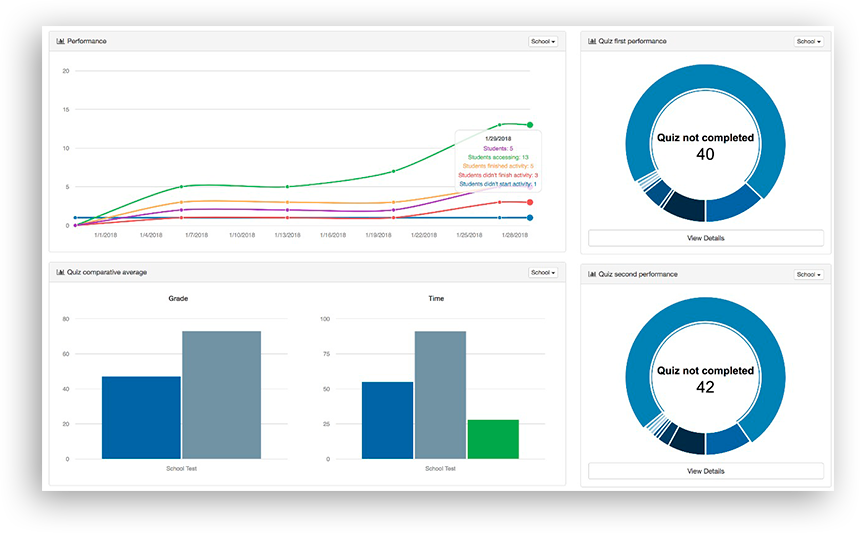 Performance
School
20
15
10
5
0
1/29/2018
Students: 5
Students accessing: 13
Students finished activity: 5
Students didn't finish activity: 3
Students didn't start activity: 1
1/1/2018 1/4/2018 1/7/2018 1/10/2018 1/13/2018 1/16/2018 1/19/2018 1/22/2018 1/25/2018 1/28/2018
Quiz first performance
School
Quiz not completed
40
View Details
Quiz comparative average
School
Grade
80
60
40
20
0
School Test
Time
100
75
50
25
0
School Test
Quiz second performance
School
Quiz not completed
42
View Details